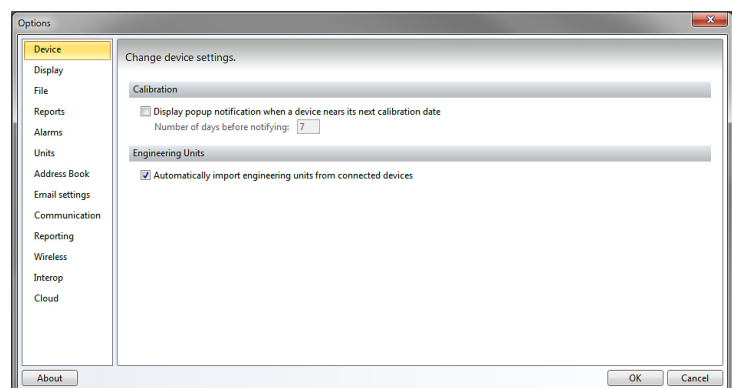 Options
Device
Display
File
Reports
Alarms
Units
Address Book
Email settings
Communication
Reporting
Wireless
Interop
Cloud
Change device settings.
Calibration
Display popup notification when a device nears its next calibration date
Number of days before notifying: 7
Engineering Units
Automatically import engineering units from connected devices
About
OK
Cancel